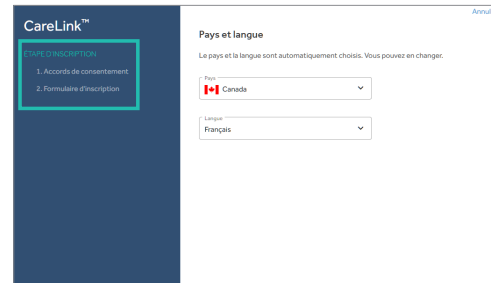 CareLink™
Annul
Pays et langue
ETAPE D'INSCRIPTION
Le pays et la langue sont automatiquement choisis. Vous pouvez en changer.
1. Accords de consentement
Pays
2. Formulaire d'inscription
Canada
Langue
Français